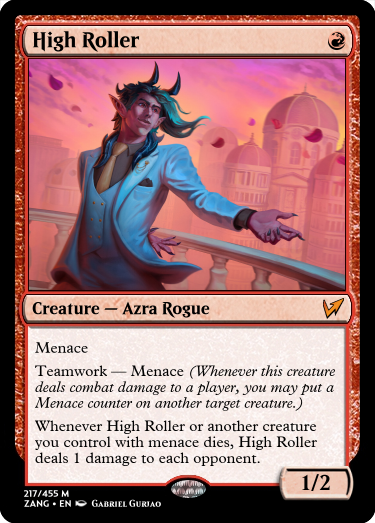 High Roller
Creature — Azra Rogue
Menace
Teamwork — Menace (Whenever this creature
deals combat damage to a player, you may put a
Menace counter on another target creature.)
Whenever High Roller or another creature
you control with menace dies, High Roller
deals 1 damage to each opponent.
1/2
217/455 M
ZANG • EN Gabriel Gurjao